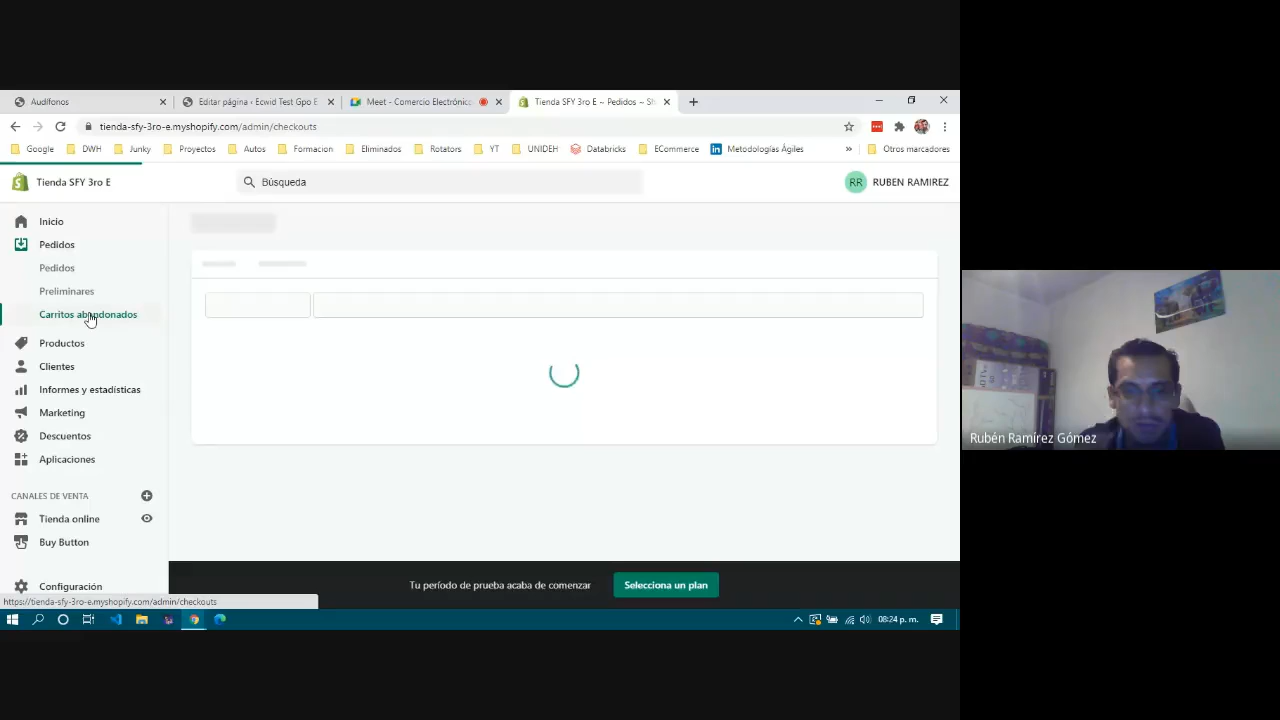 Audífonos
Editar página ‹ Ecwid Test Gpo E
Meet - Comercio Electrónic
Tienda SFY 3ro E ~ Pedidos ~ Sh
tienda-sfy-3ro-e.myshopify.com/admin/checkouts
Google
DWH
Junky
Proyectos
Autos
Formacion
Eliminados
Rotators
YT
UNIDEH
Databricks
ECommerce
Metodologías Ágiles
»
Otros marcadores
Tienda SFY 3ro E
Búsqueda
RR
RUBEN RAMIREZ
Inicio
Pedidos
Pedidos
Preliminares
Carritos abandonados
Productos
Clientes
Informes y estadísticas
Marketing
Descuentos
Aplicaciones
CANALES DE VENTA
Tienda online
Buy Button
Configuración
Tu período de prueba acaba de comenzar
Selecciona un plan
https://tienda-sfy-3ro-e.myshopify.com/admin/checkouts
08:24 p. m.
Rubén Ramírez Gómez